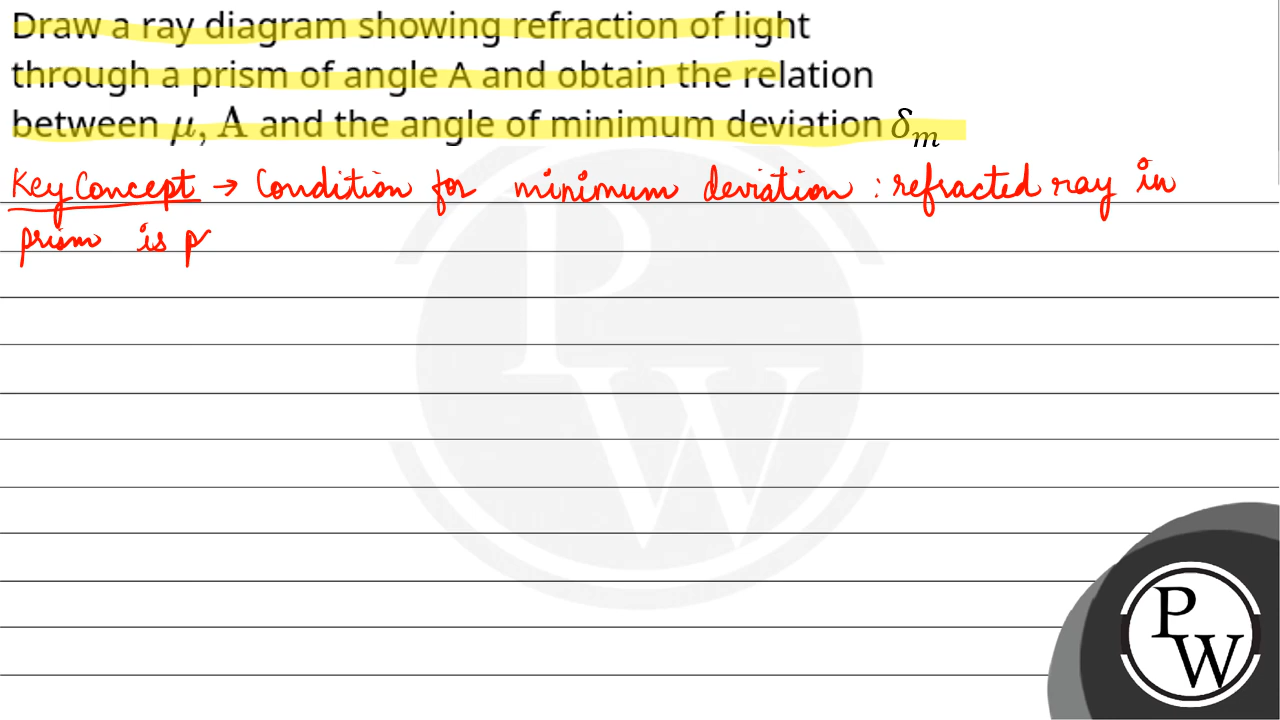 Draw a ray diagram showing refraction of light
through a prism of angle A and obtain the relation
between μ, A and the angle of minimum deviation δₘ
Key Concept → Condition for minimum deviation : refracted ray in
prism is p
P
W
P
W